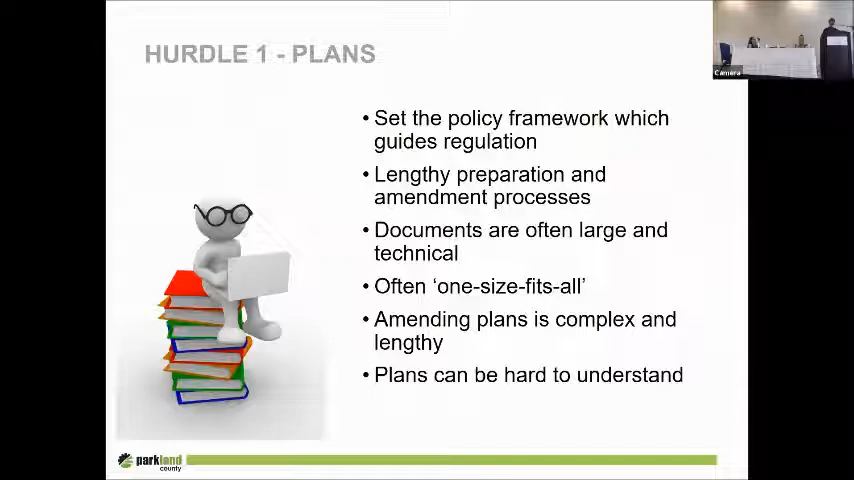 HURDLE 1 - PLANS
Camera
• Set the policy framework which
guides regulation
• Lengthy preparation and
amendment processes
• Documents are often large and
technical
• Often ‘one-size-fits-all’
• Amending plans is complex and
lengthy
• Plans can be hard to understand
parkland
county